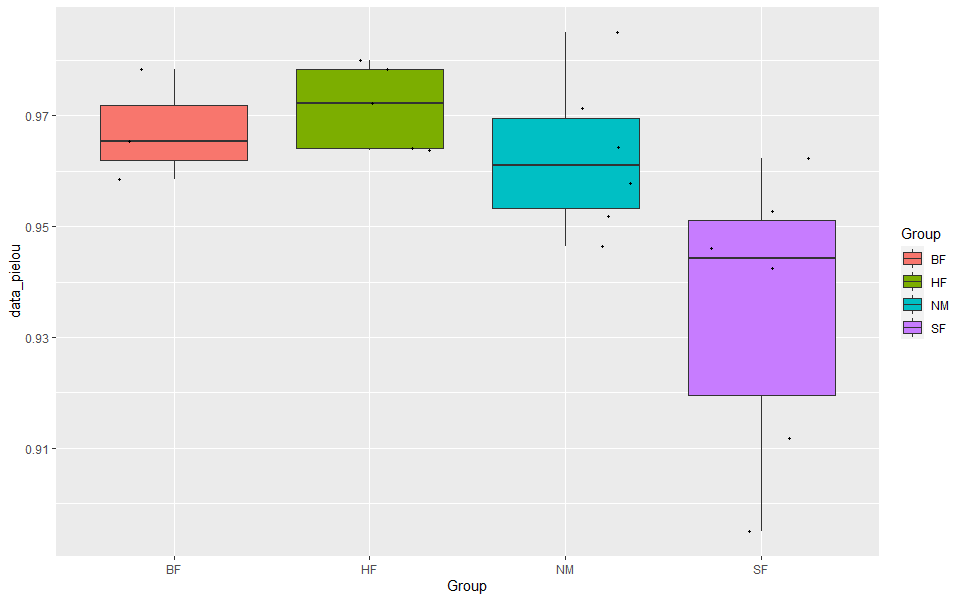 data_pielou
0.97
0.95
0.93
0.91
BF
HF
NM
SF
Group
Group
BF
HF
NM
SF